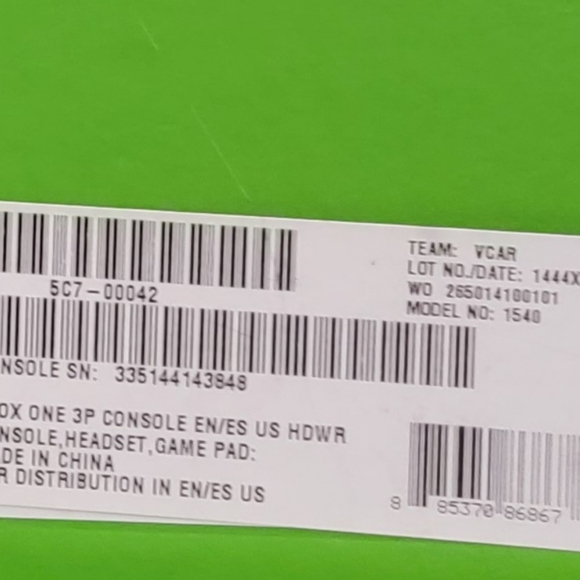 5C7-00042
NSOLE SN: 335144143848
OX ONE 3P CONSOLE EN/ES US HDWR
NSOLE,HEADSET,GAME PAD:
DE IN CHINA
R DISTRIBUTION IN EN/ES US
TEAM: VCAR
LOT NO./DATE: 1444X
WO 265014100101
MODEL NO: 1540
8 85370 86867